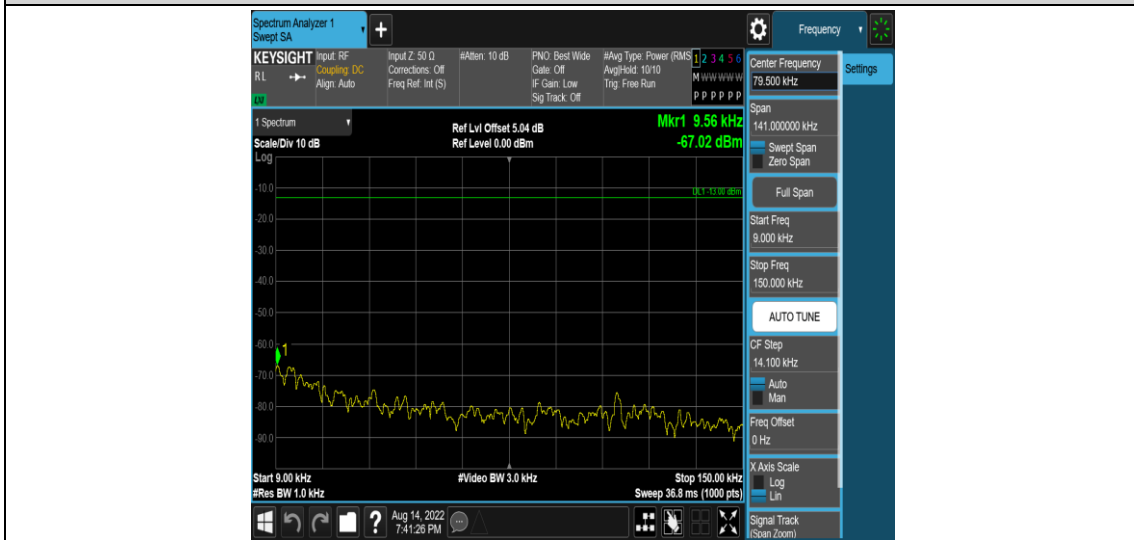 Spectrum Analyzer 1
Swept SA
+
Frequency
KEYSIGHT
RL
Input: RF
Coupling: DC
Align: Auto
Input Z: 50 Ω
Corrections: Off
Freq Ref: Int (S)
#Atten: 10 dB
PNO: Best Wide
Gate: Off
IF Gain: Low
Sig Track: Off
#Avg Type: Power (RMS
Avg|Hold: 10/10
Trig: Free Run
1 2 3 4 5 6
M W W W W W
P P P P P P
1 Spectrum
Scale/Div 10 dB
Log
Ref Lvl Offset 5.04 dB
Ref Level 0.00 dBm
Mkr1 9.56 kHz
-67.02 dBm
DL1 -13.00 dBm
-10.0
-20.0
-30.0
-40.0
-50.0
-60.0
1
-70.0
-80.0
-90.0
Start 9.00 kHz
#Res BW 1.0 kHz
#Video BW 3.0 kHz
Stop 150.00 kHz
Sweep 36.8 ms (1000 pts)
?
Aug 14, 2022
7:41:26 PM
Center Frequency
79.500 kHz
Settings
Span
141.000000 kHz
Swept Span
Zero Span
Full Span
Start Freq
9.000 kHz
Stop Freq
150.000 kHz
AUTO TUNE
CF Step
14.100 kHz
Auto
Man
Freq Offset
0 Hz
X Axis Scale
Log
Lin
Signal Track
(Span Zoom)